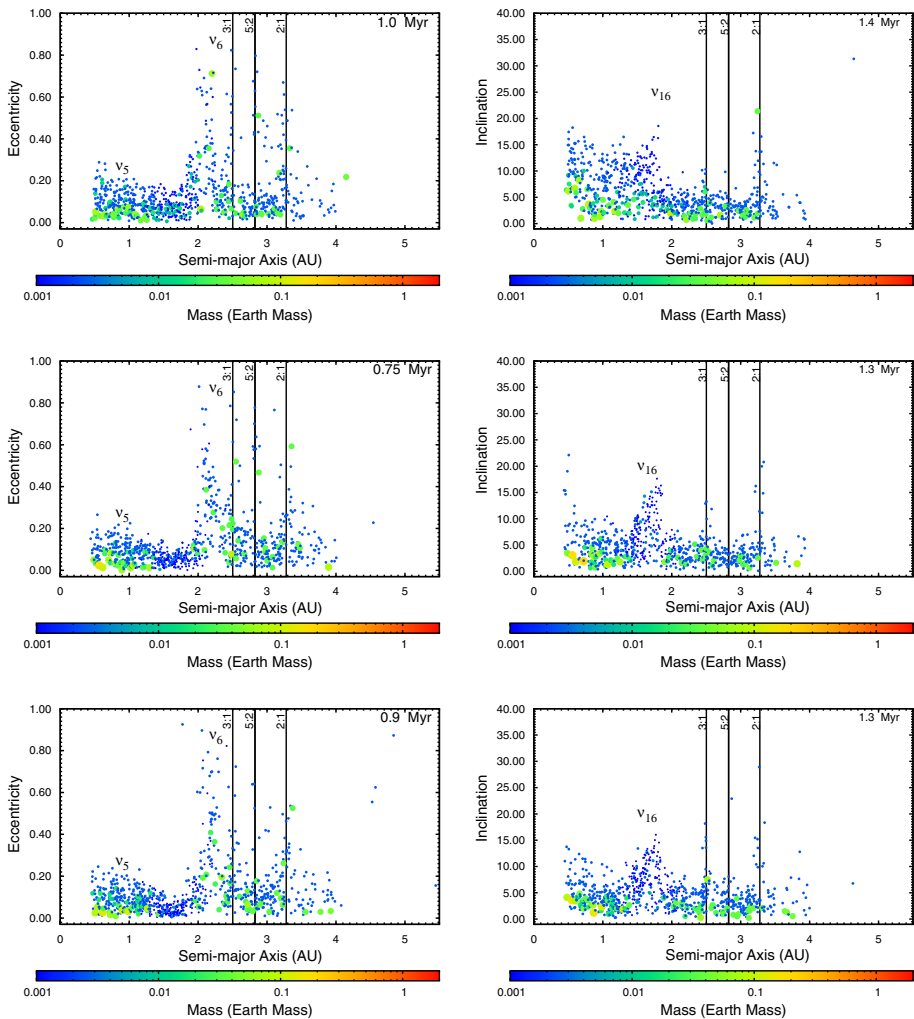 1.0 Myr
3:1
5:2
2:1
ν6
ν5
Eccentricity
1.00
0.80
0.60
0.40
0.20
0.00
0 1 2 3 4 5
Semi-major Axis (AU)
0.001 0.01 0.1 1
Mass (Earth Mass)
1.4 Myr
3:1
5:2
2:1
ν16
Inclination
40.00
35.00
30.00
25.00
20.00
15.00
10.00
5.00
0.00
0 1 2 3 4 5
Semi-major Axis (AU)
0.001 0.01 0.1 1
Mass (Earth Mass)
0.75 Myr
3:1
5:2
2:1
ν6
ν5
Eccentricity
1.00
0.80
0.60
0.40
0.20
0.00
0 1 2 3 4 5
Semi-major Axis (AU)
0.001 0.01 0.1 1
Mass (Earth Mass)
1.3 Myr
3:1
5:2
2:1
ν16
Inclination
40.00
35.00
30.00
25.00
20.00
15.00
10.00
5.00
0.00
0 1 2 3 4 5
Semi-major Axis (AU)
0.001 0.01 0.1 1
Mass (Earth Mass)
0.9 Myr
3:1
5:2
2:1
ν6
ν5
Eccentricity
1.00
0.80
0.60
0.40
0.20
0.00
0 1 2 3 4 5
Semi-major Axis (AU)
0.001 0.01 0.1 1
Mass (Earth Mass)
1.3 Myr
3:1
5:2
2:1
ν16
Inclination
40.00
35.00
30.00
25.00
20.00
15.00
10.00
5.00
0.00
0 1 2 3 4 5
Semi-major Axis (AU)
0.001 0.01 0.1 1
Mass (Earth Mass)